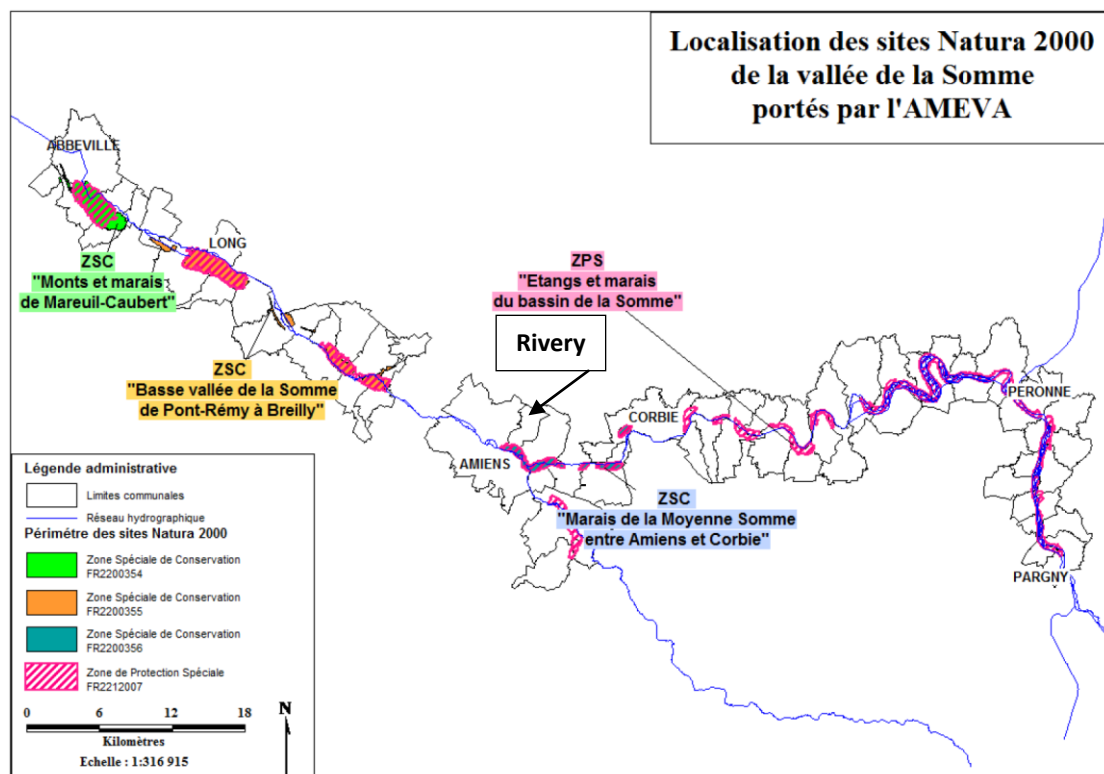 Localisation des sites Natura 2000
de la vallée de la Somme
portés par l'AMEVA
ABBEVILLE
LONG
ZSC
"Monts et marais
de Mareuil-Caubert"
ZPS
"Etangs et marais
du bassin de la Somme"
Rivery
ZSC
"Basse vallée de la Somme
de Pont-Rémy à Breilly"
PERONNE
CORBIE
AMIENS
ZSC
"Marais de la Moyenne Somme
entre Amiens et Corbie"
PARGNY
Légende administrative
Limites communales
Réseau hydrographique
Périmétre des sites Natura 2000
Zone Spéciale de Conservation
FR2200354
Zone Spéciale de Conservation
FR2200355
Zone Spéciale de Conservation
FR2200356
Zone de Protection Spéciale
FR2212007
0 6 12 18
Kilomètres
Echelle : 1:316 915
N